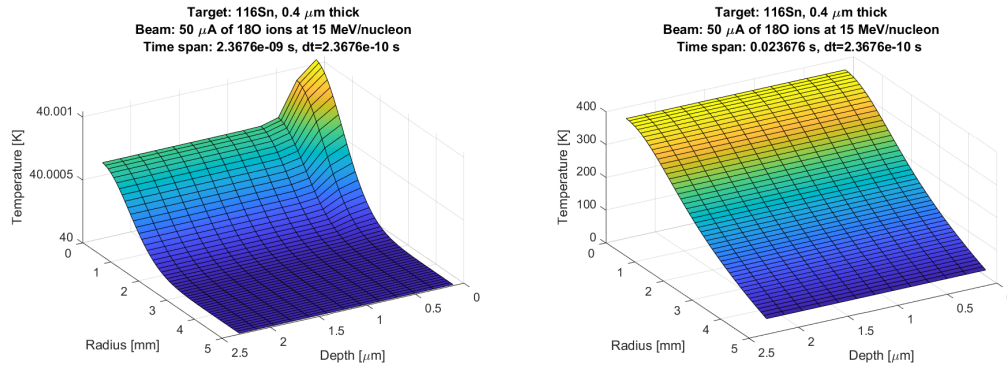 Target: 116Sn, 0.4 μm thick
Beam: 50 μA of 18O ions at 15 MeV/nucleon
Time span: 2.3676e-09 s, dt=2.3676e-10 s
40.001
40.0005
40
Temperature [K]
0
1
2
3
4
5
Radius [mm]
2.5
2
1.5
1
0.5
0
Depth [μm]
Target: 116Sn, 0.4 μm thick
Beam: 50 μA of 18O ions at 15 MeV/nucleon
Time span: 0.023676 s, dt=2.3676e-10 s
400
300
200
100
0
Temperature [K]
0
1
2
3
4
5
Radius [mm]
2.5
2
1.5
1
0.5
0
Depth [μm]